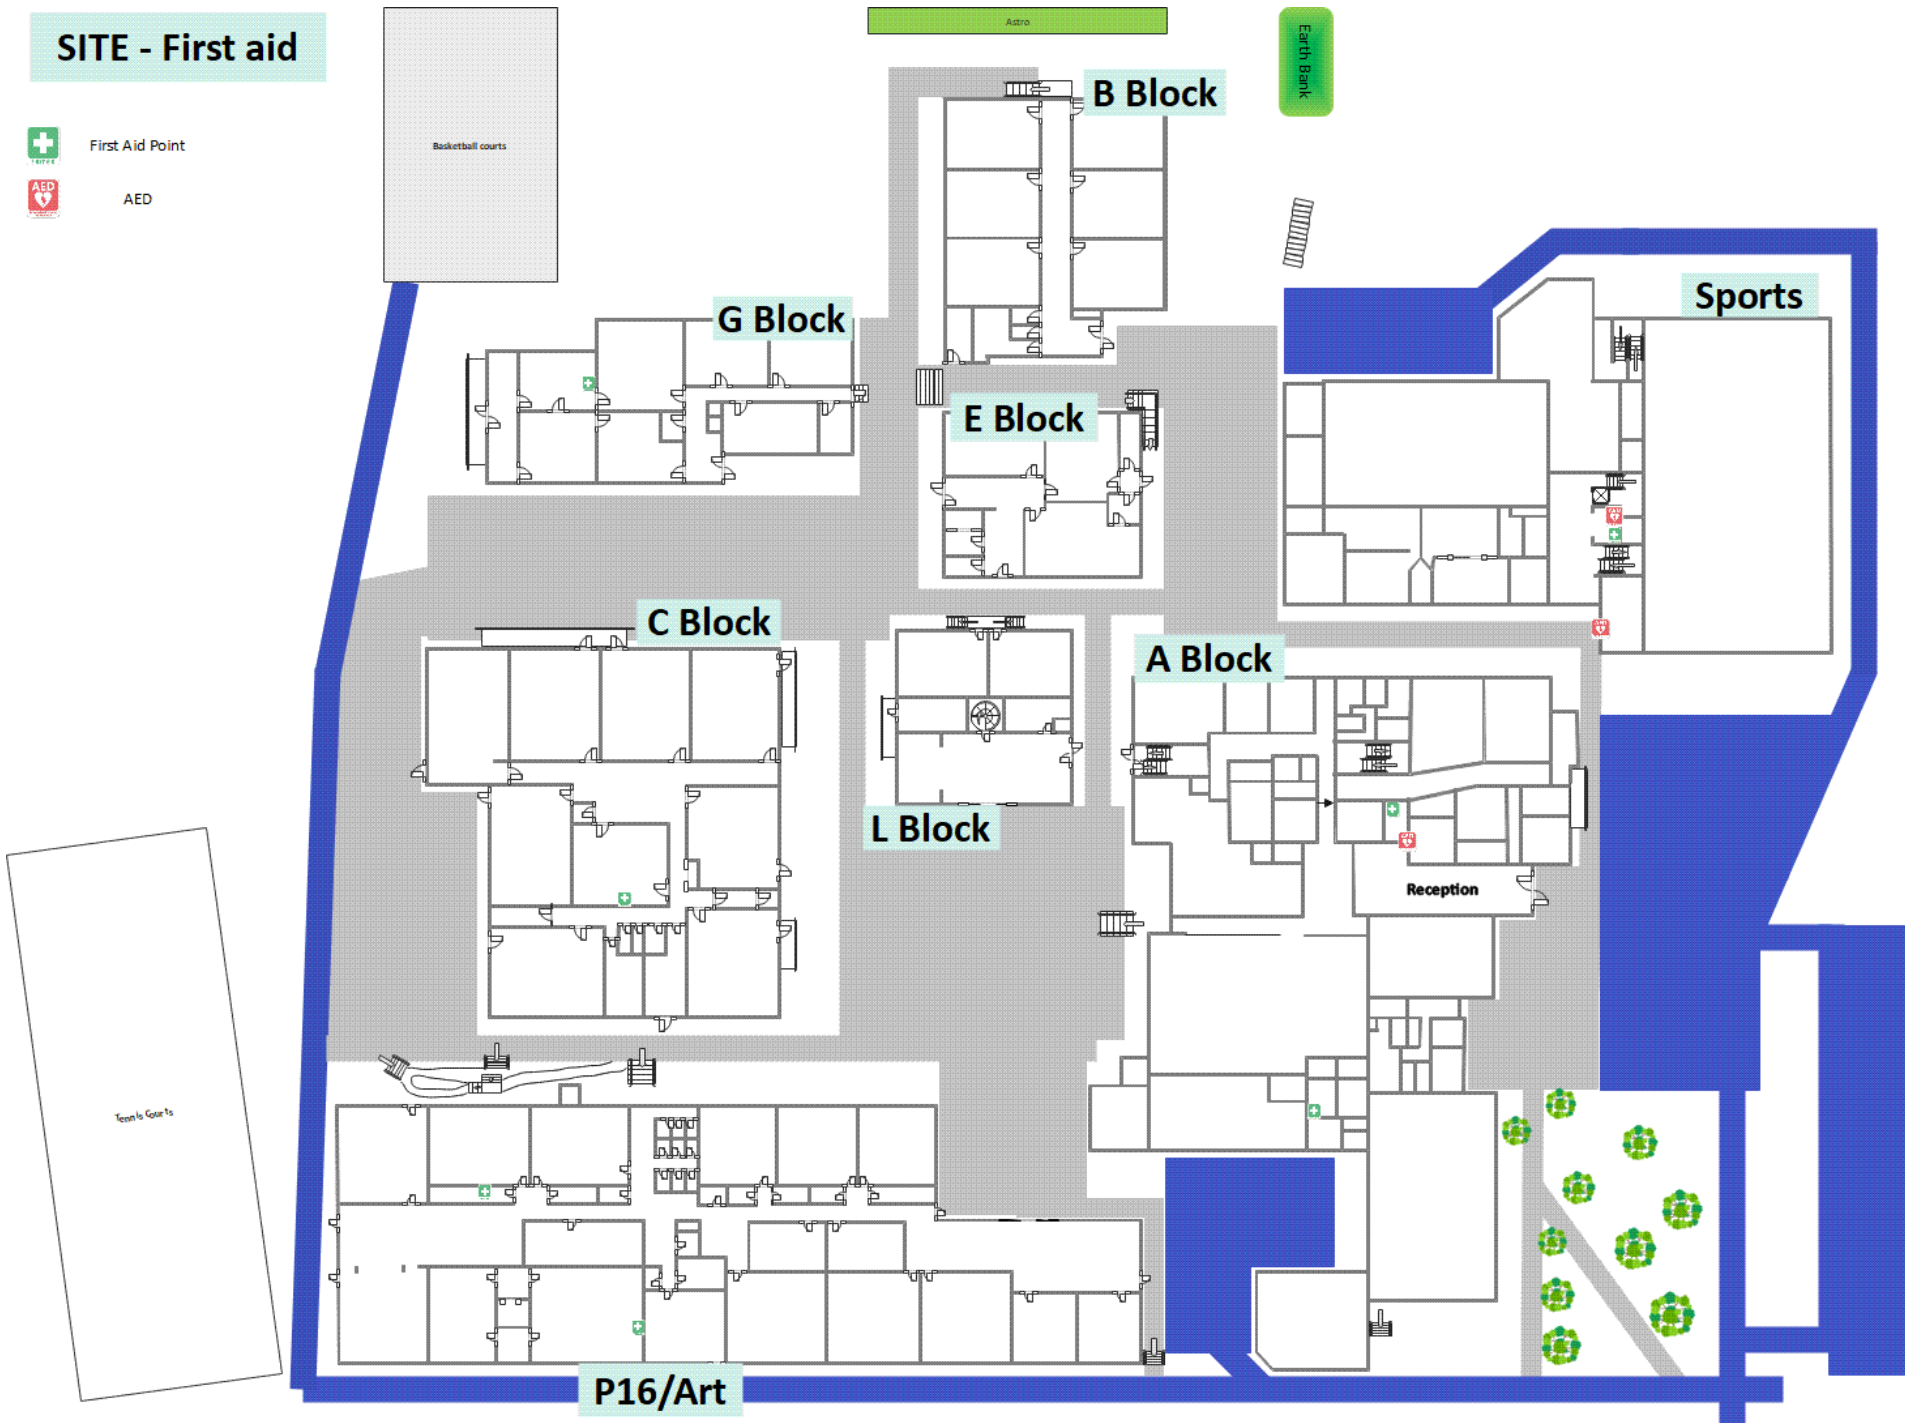 SITE - First aid
First Aid Point
AED
AED
Basketball courts
Astro
Earth Bank
B Block
G Block
E Block
Sports
C Block
A Block
L Block
Reception
Tennis Courts
P16/Art